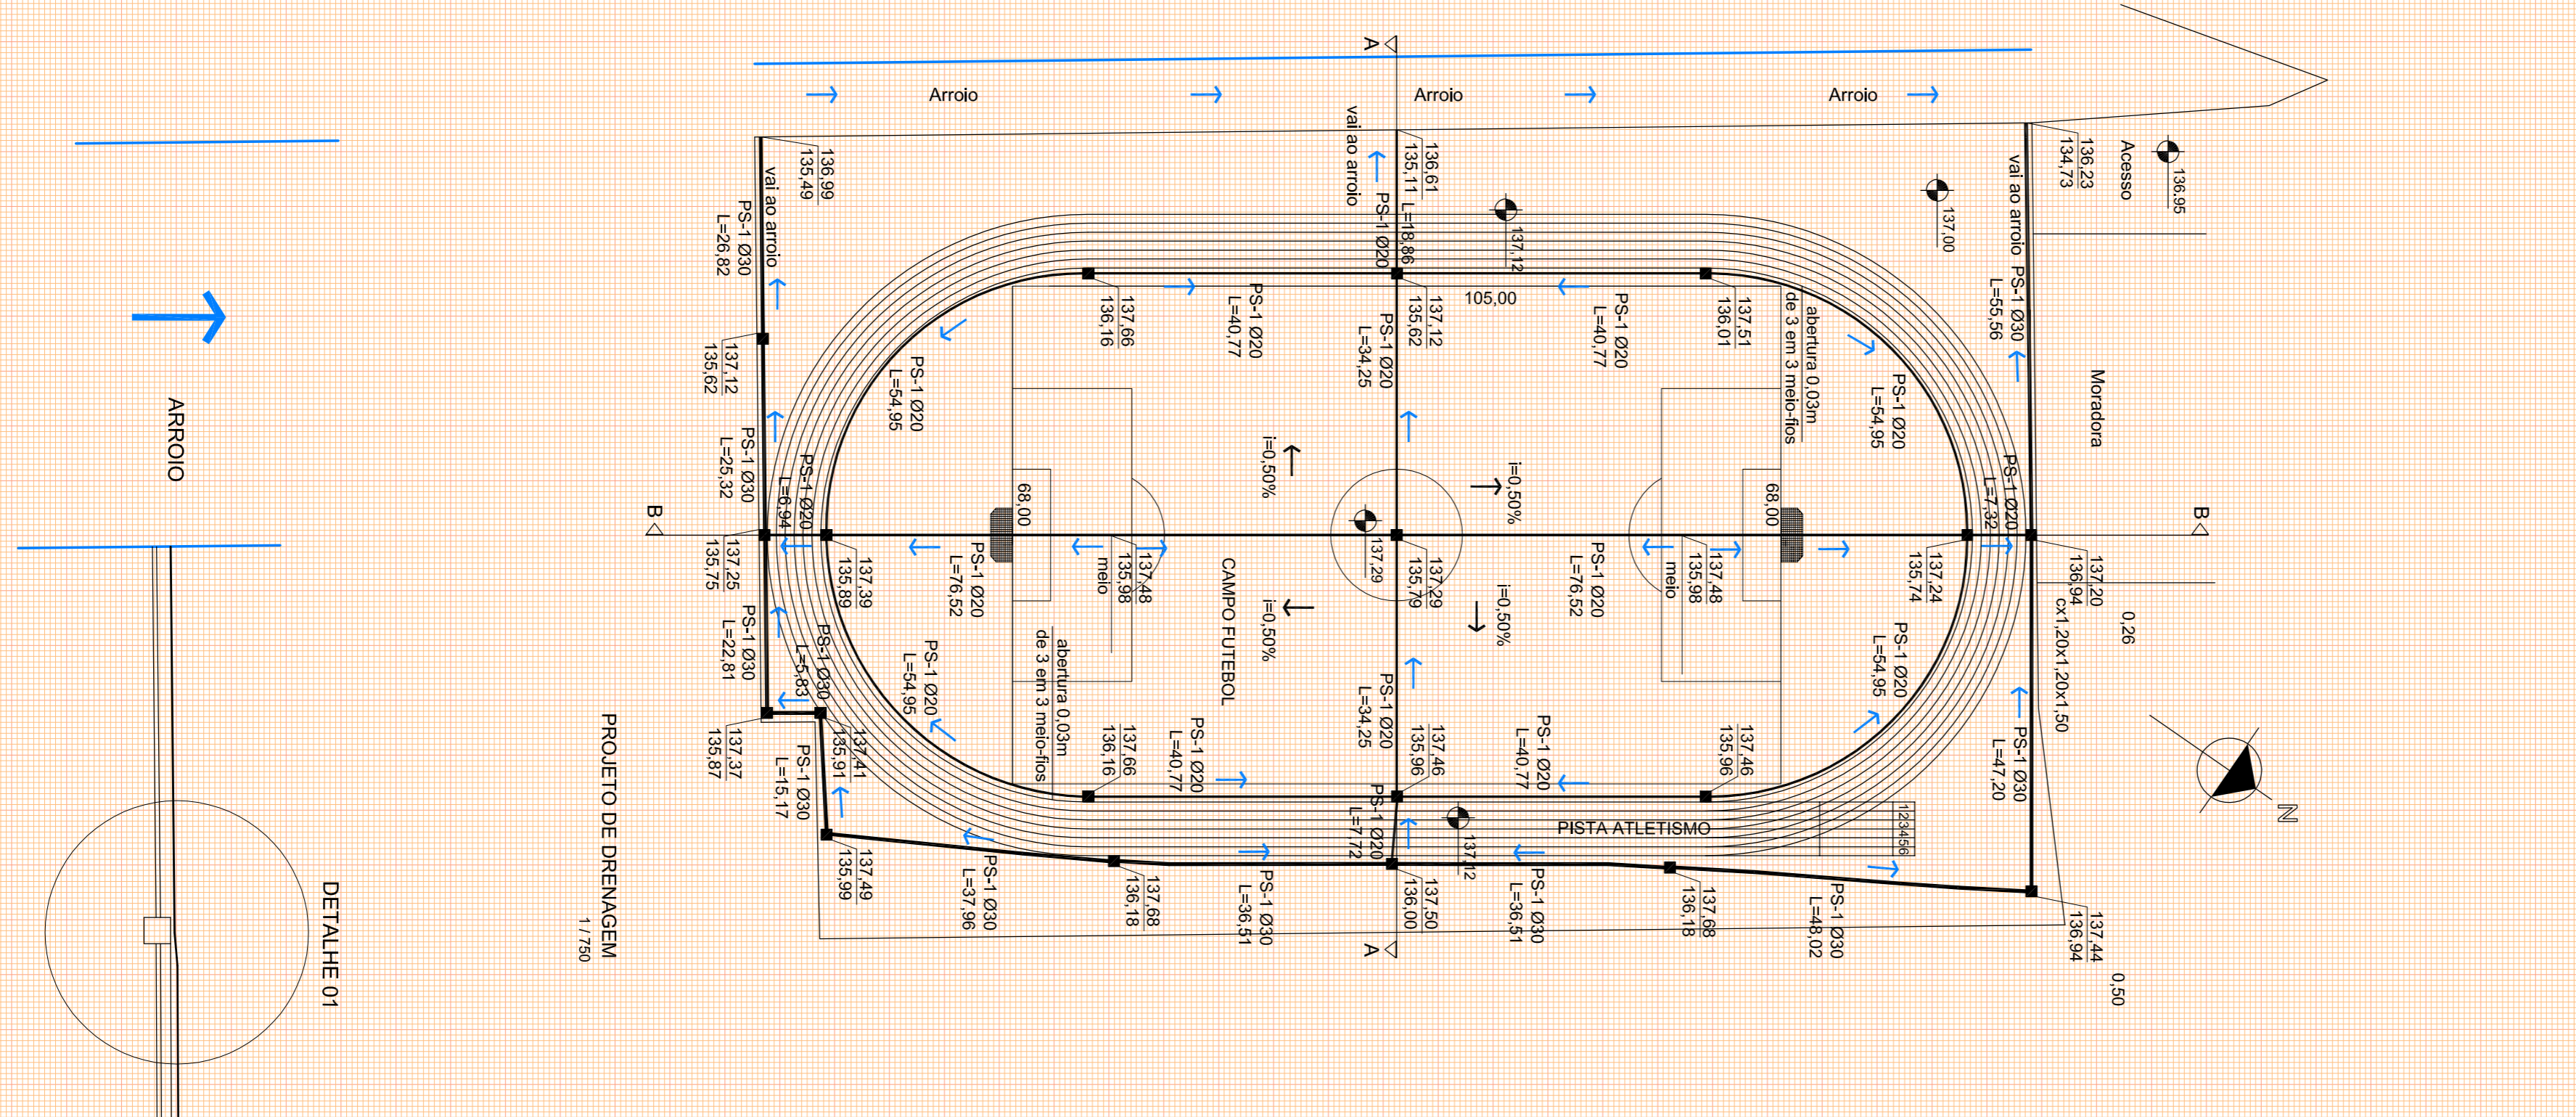 A
Arroio
Arroio
Arroio
vai ao arroio
136,99
135,49
vai ao arroio
PS-1 Ø30
L=26,82
136,61
135,11
L=18,86
PS-1 Ø20
137,12
137,00
vai ao arroio
PS-1 Ø30
L=55,56
136,23
134,73
Acesso
136,95
137,66
136,16
PS-1 Ø20
L=40,77
137,12
135,62
PS-1 Ø20
L=34,25
105,00
PS-1 Ø20
L=40,77
137,51
136,01
abertura 0,03m
de 3 em 3 meio-fios
PS-1 Ø20
L=54,95
Moradora
137,12
135,62
PS-1 Ø20
L=54,95
PS-1 Ø30
L=25,32
PS-1 Ø20
L=6,94
i=0,50%
i=0,50%
68,00
68,00
PS-1 Ø20
L=7,32
B
B
137,25
135,75
137,39
135,89
PS-1 Ø20
L=76,52
137,48
135,98
meio
CAMPO FUTEBOL
137,29
137,29
135,79
PS-1 Ø20
L=76,52
137,48
135,98
meio
137,24
135,74
137,20
136,94
0,26
cx1,20x1,20x1,50
i=0,50%
i=0,50%
PS-1 Ø30
L=22,81
PS-1 Ø30
L=5,83
PS-1 Ø20
L=54,95
abertura 0,03m
de 3 em 3 meio-fios
PS-1 Ø20
L=34,25
PS-1 Ø20
L=54,95
137,37
135,87
137,41
135,91
PS-1 Ø30
L=15,17
137,66
136,16
PS-1 Ø20
L=40,77
137,46
135,96
PS-1 Ø20
L=40,77
137,46
135,96
PS-1 Ø30
L=47,20
N
PS-1 Ø20
L=7,72
137,12
PISTA ATLETISMO
123456
137,49
135,99
PS-1 Ø30
L=37,96
137,68
136,18
PS-1 Ø30
L=36,51
137,50
136,00
PS-1 Ø30
L=36,51
137,68
136,18
PS-1 Ø30
L=48,02
137,44
136,94
0,50
A
PROJETO DE DRENAGEM
1 / 750
ARROIO
DETALHE 01